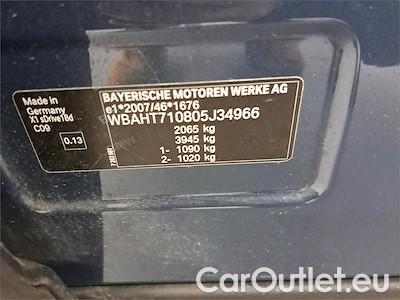 BAYERISCHE MOTOREN WERKE AG
e1*2007/46*1676
WBAHT710805J34966
2065 kg
3945 kg
1- 1090 kg
2- 1020 kg
Made in
Germany
X1 sDrive18d
C09
0.13
CarOutlet.eu